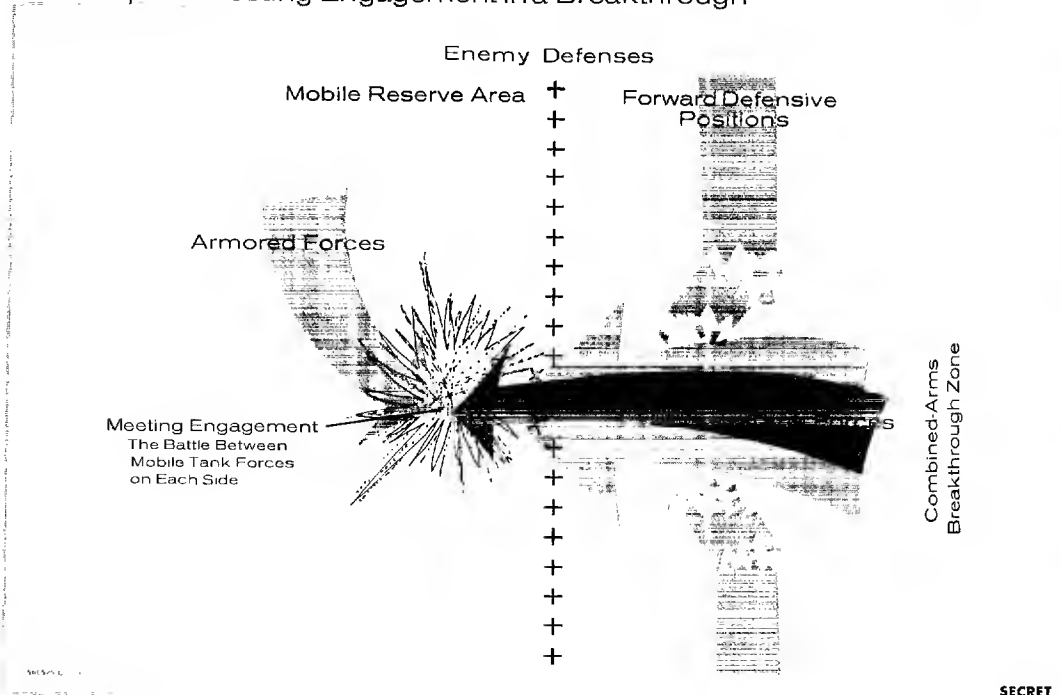 Engagement in a Breakthrough
Enemy Defenses
Mobile Reserve Area
Forward Defensive
Positions
Armored Forces
Meeting Engagement
The Battle Between
Mobile Tank Forces
on Each Side
Combined-Arms
Breakthrough Zone
SECRET